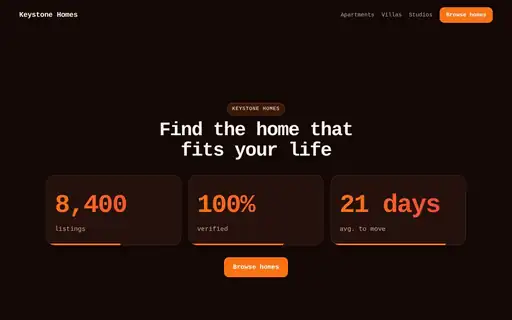 Keystone Homes
Apartments Villas Studios Browse homes
KEYSTONE HOMES
Find the home that
fits your life
8,400
listings
100%
verified
21 days
avg. to move
Browse homes